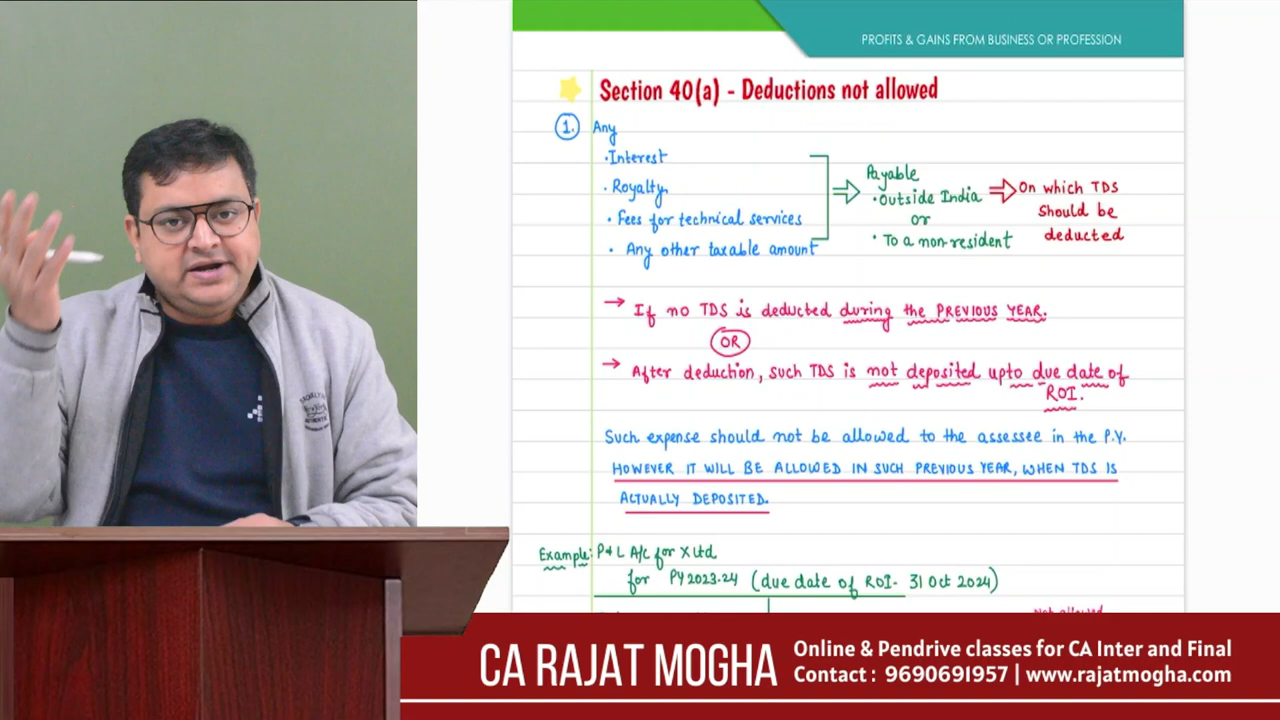 PROFITS & GAINS FROM BUSINESS OR PROFESSION
Section 40(a) - Deductions not allowed
1. Any
• Interest
• Royalty
• Fees for technical services
• Any other taxable amount
Payable
• Outside India
or
• To a non-resident
On which TDS
should be
deducted
→ If no TDS is deducted during the PREVIOUS YEAR.
OR
→ After deduction, such TDS is not deposited upto due date of
ROI.
Such expense should not be allowed to the assessee in the P.Y.
HOWEVER IT WILL BE ALLOWED IN SUCH PREVIOUS YEAR, WHEN TDS IS
ACTUALLY DEPOSITED.
Example: P & L A/C for X Ltd
for PY 2023-24 (due date of ROI- 31 Oct 2024)
Not allowed
CA RAJAT MOGHA
Online & Pendrive classes for CA Inter and Final
Contact : 9690691957 | www.rajatmogha.com